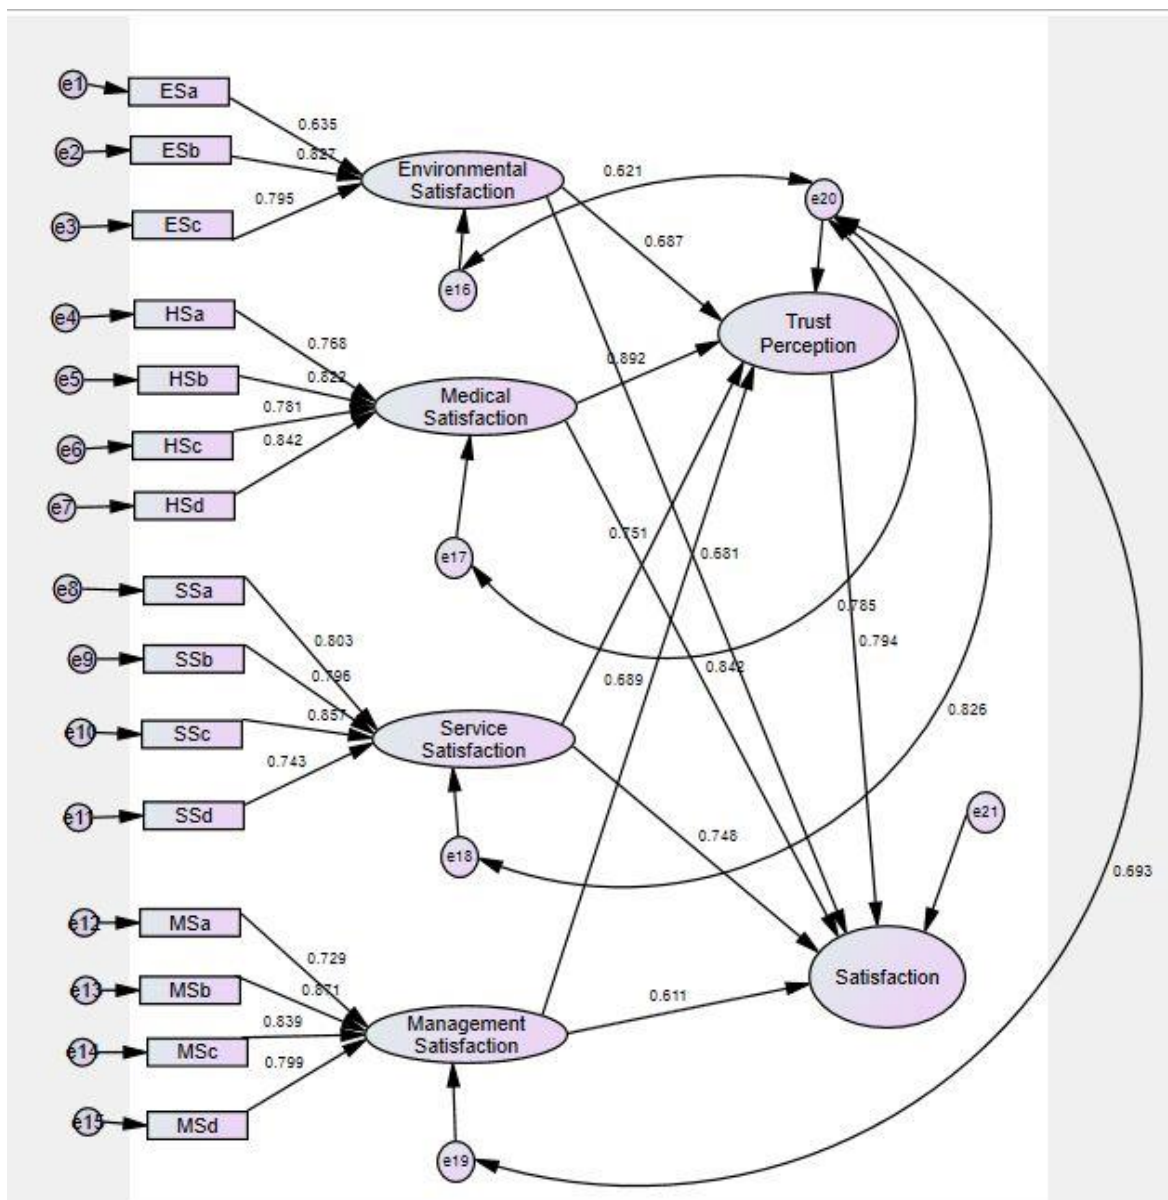 e1
ESa
0.635
e2
ESb
0.827
e3
ESc
0.795
Environmental
Satisfaction
0.621
e20
0.687
e16
e4
HSa
0.768
e5
HSb
0.822
e6
HSc
0.781
0.842
e7
HSd
Medical
Satisfaction
0.892
Trust
Perception
e17
0.751
0.681
e8
SSa
0.803
e9
SSb
0.796
e10
SSc
0.857
e11
SSd
0.743
Service
Satisfaction
0.689
0.842
0.785
0.794
0.826
e18
0.748
e21
0.693
e12
MSa
0.729
e13
MSb
0.871
e14
MSc
0.839
0.799
e15
MSd
Management
Satisfaction
0.611
Satisfaction
e19